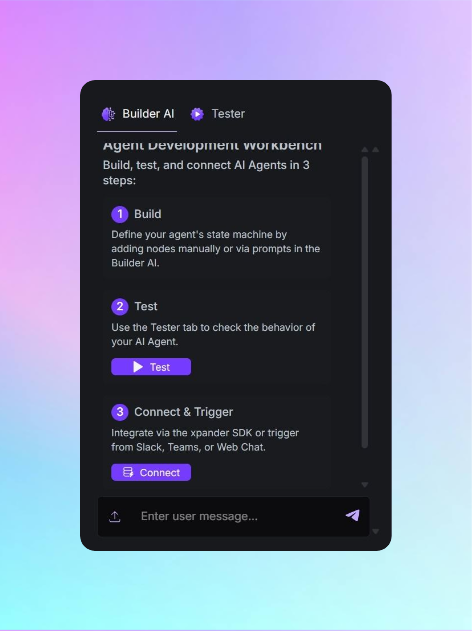 Builder AI
Tester
Agent Development Workbench
Build, test, and connect AI Agents in 3
steps:
1 Build
Define your agent's state machine by
adding nodes manually or via prompts in the
Builder AI.
2 Test
Use the Tester tab to check the behavior of
your AI Agent.
Test
3 Connect & Trigger
Integrate via the xpander SDK or trigger
from Slack, Teams, or Web Chat.
Connect
Enter user message...